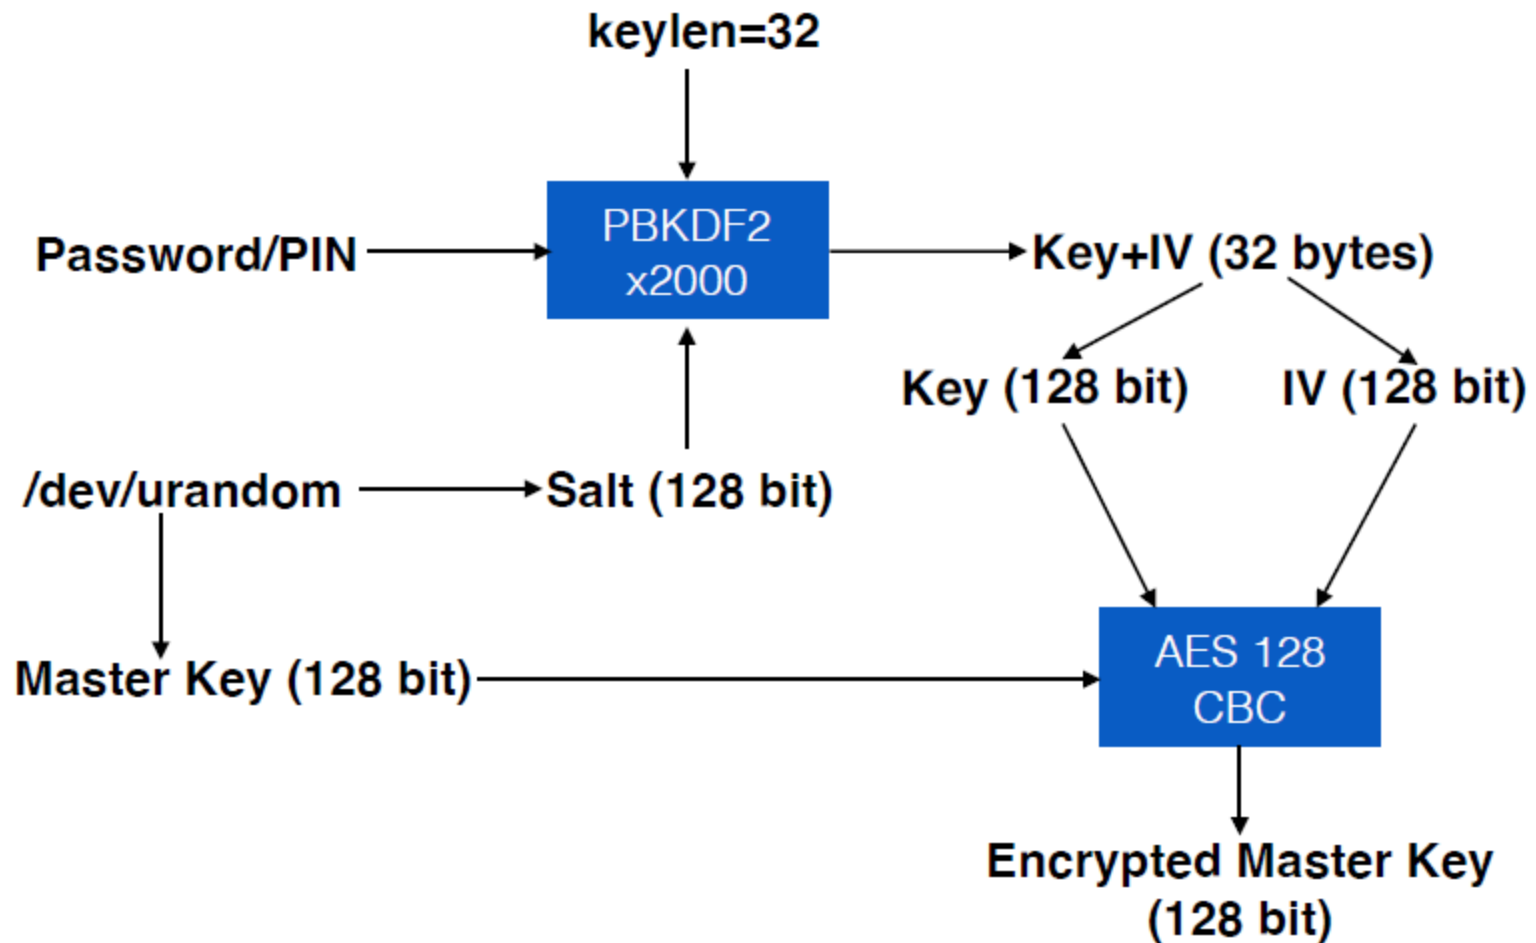 keylen=32
Password/PIN
PBKDF2
x2000
Key+IV (32 bytes)
Key (128 bit)
IV (128 bit)
/dev/urandom
Salt (128 bit)
Master Key (128 bit)
AES 128
CBC
Encrypted Master Key
(128 bit)